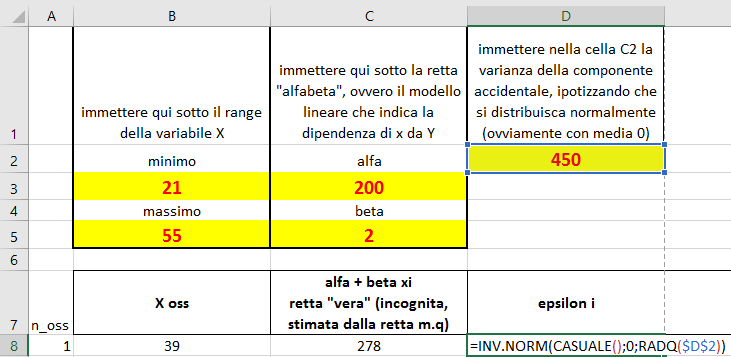 A B C D
1
immettere qui sotto il range
della variabile X
immettere qui sotto la retta
"alfabeta", ovvero il modello
lineare che indica la
dipendenza di x da Y
immettere nella cella C2 la
varianza della componente
accidentale, ipotizzando che
si distribuisca normalmente
(ovviamente con media 0)
2 minimo alfa 450
3 21 200
4 massimo beta
5 55 2
6
7 n_oss
X oss
alfa + beta xi
retta "vera" (incognita,
stimata dalla retta m.q)
epsilon i
8 1 39 278 =INV.NORM(CASUALE();0;RADQ($D$2))